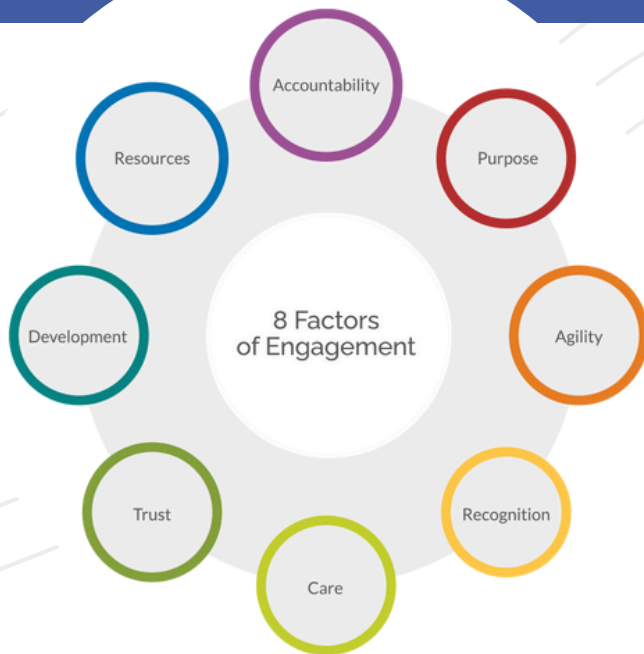 Accountability
Resources
Purpose
8 Factors
of Engagement
Development
Agility
Trust
Recognition
Care